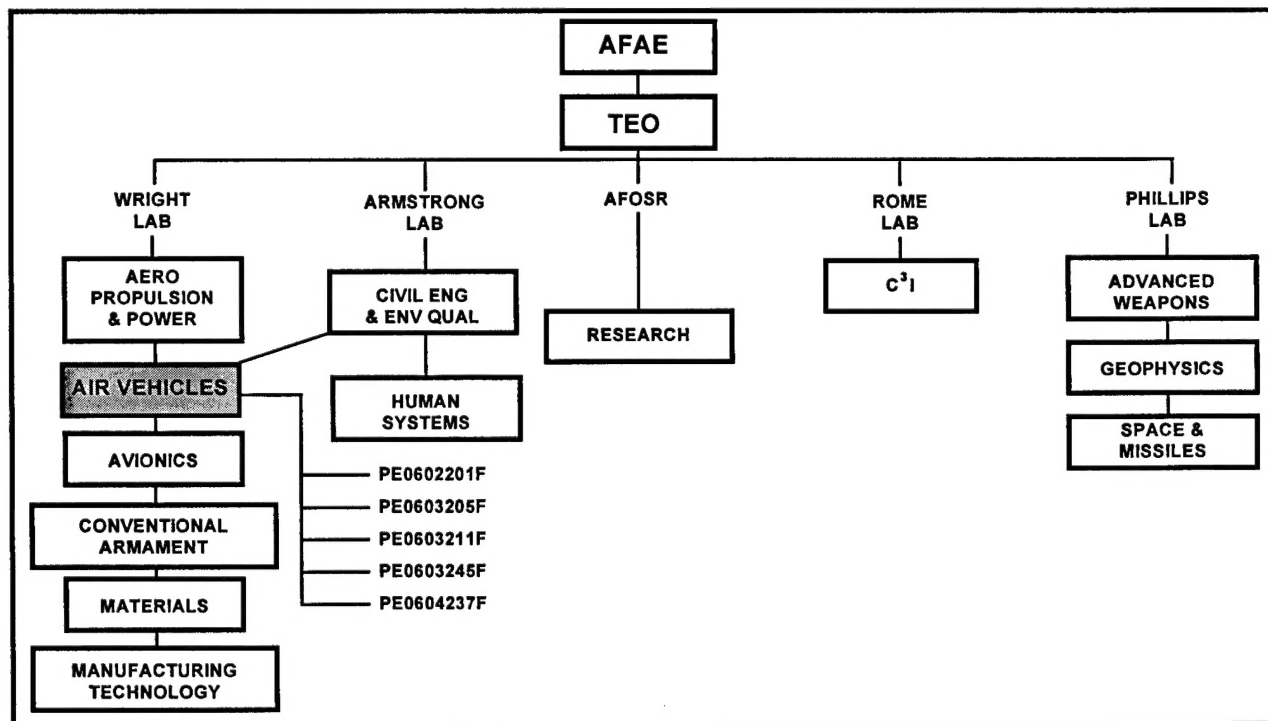 AFAE
TEO
WRIGHT
LAB
AERO
PROPULSION
& POWER
AIR VEHICLES
AVIONICS
CONVENTIONAL
ARMAMENT
MATERIALS
MANUFACTURING
TECHNOLOGY
ARMSTRONG
LAB
CIVIL ENG
& ENV QUAL
HUMAN
SYSTEMS
PE0602201F
PE0603205F
PE0603211F
PE0603245F
PE0604237F
AFOSR
RESEARCH
ROME
LAB
C³I
PHILLIPS
LAB
ADVANCED
WEAPONS
GEOPHYSICS
SPACE &
MISSILES